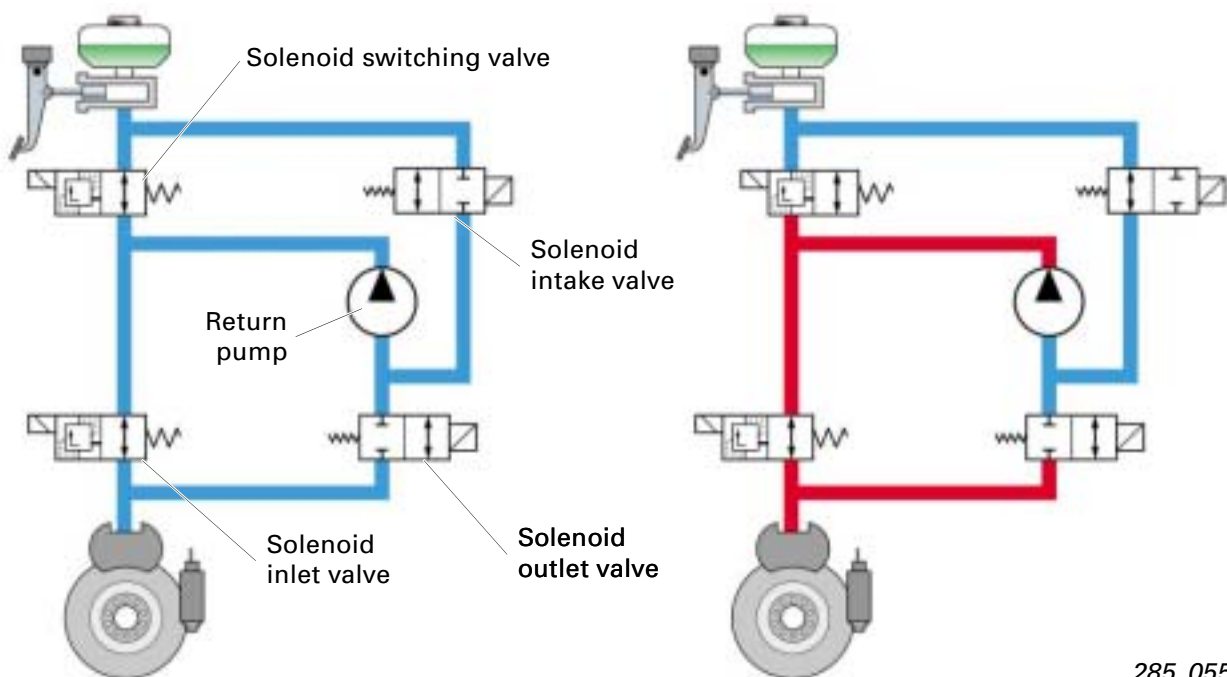 Solenoid switching valve
Solenoid
intake valve
Return
pump
Solenoid
inlet valve
Solenoid
outlet valve
285_055